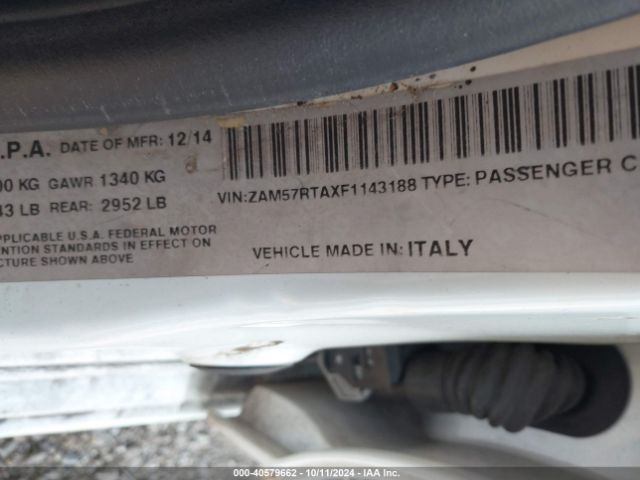 .P.A. DATE OF MFR: 12/14
00 KG GAWR 1340 KG
43 LB REAR: 2952 LB
APPLICABLE U.S.A. FEDERAL MOTOR
ENTION STANDARDS IN EFFECT ON
CTURE SHOWN ABOVE
VIN:ZAM57RTAXF1143188 TYPE: PASSENGER C
VEHICLE MADE IN: ITALY
000-40579662 - 10/11/2024 - IAA Inc.